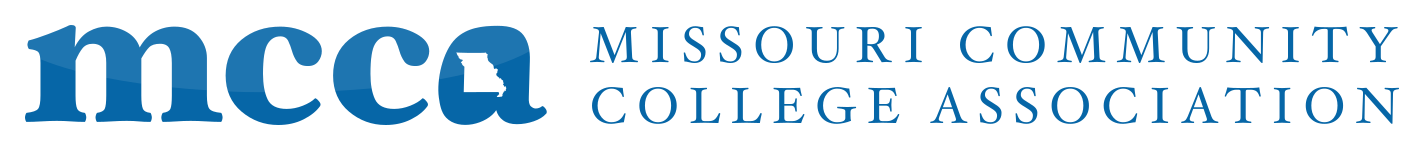 mcca
MISSOURI COMMUNITY
COLLEGE ASSOCIATION